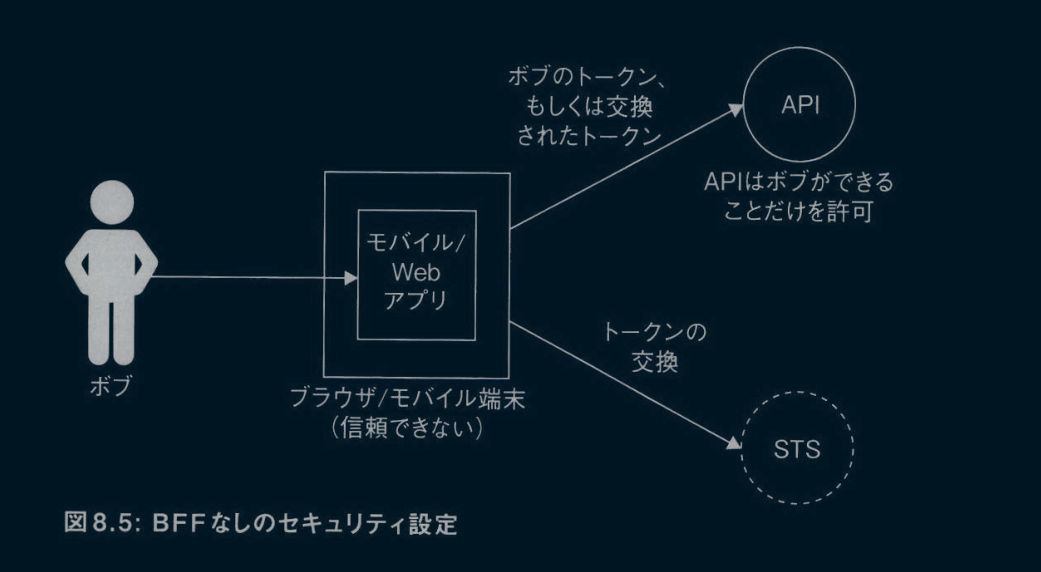 ボブのトークン、
もしくは交換
されたトークン
API
APIはボブができる
ことだけを許可
モバイル/
Web
アプリ
ボブ
ブラウザ/モバイル端末
(信頼できない)
トークンの
交換
STS
図8.5: BFFなしのセキュリティ設定